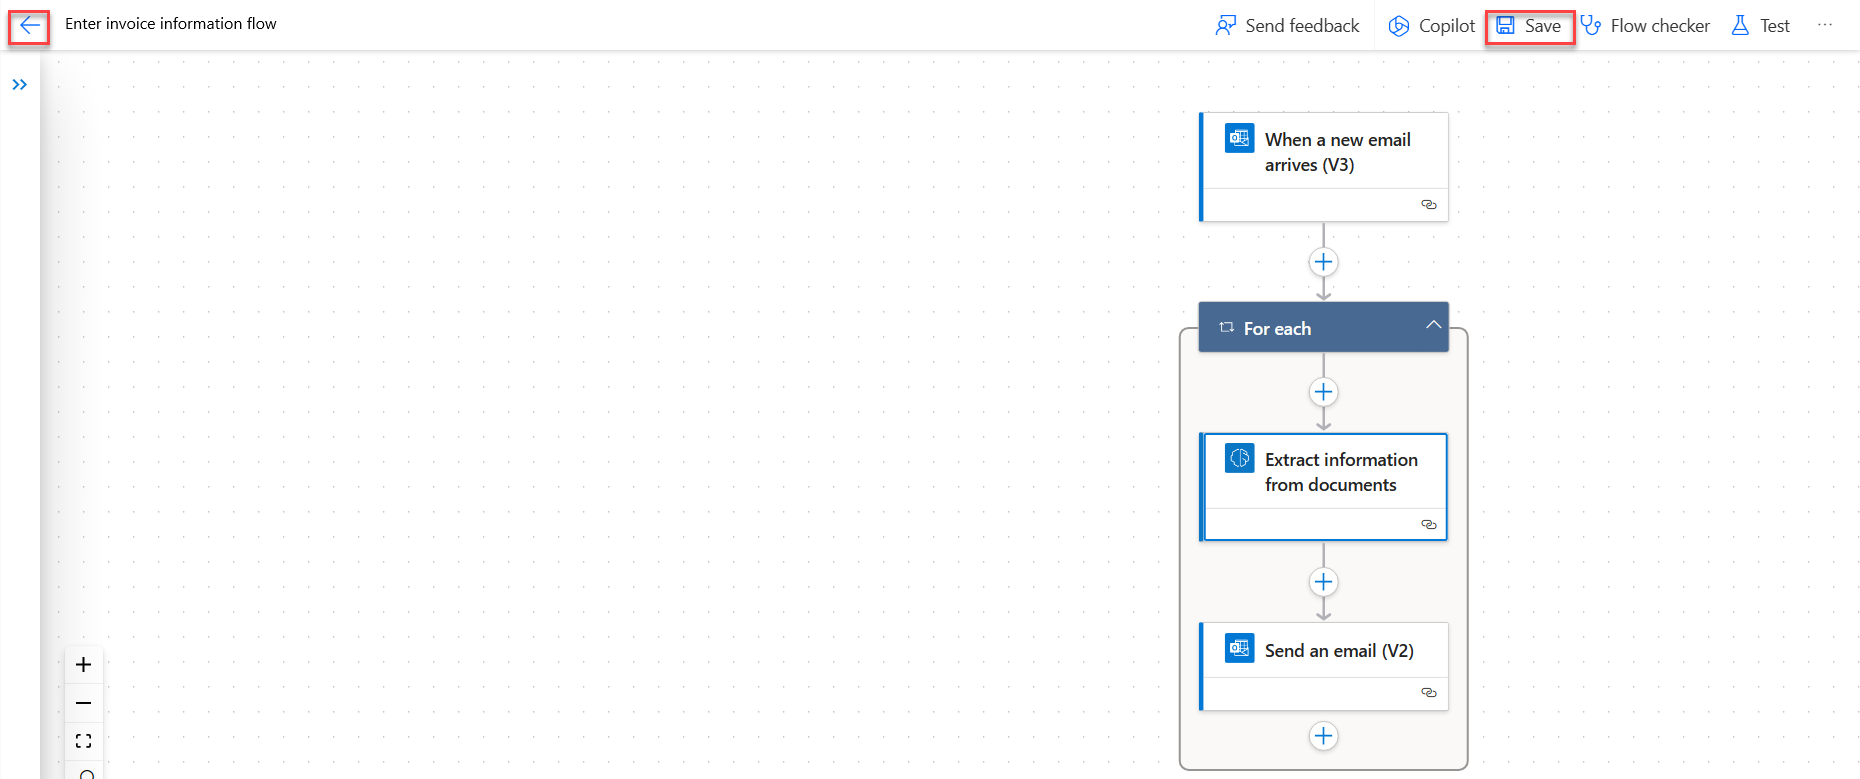 Enter invoice information flow
Send feedback
Copilot
Save
Flow checker
Test
When a new email
arrives (V3)
For each
Extract information
from documents
Send an email (V2)